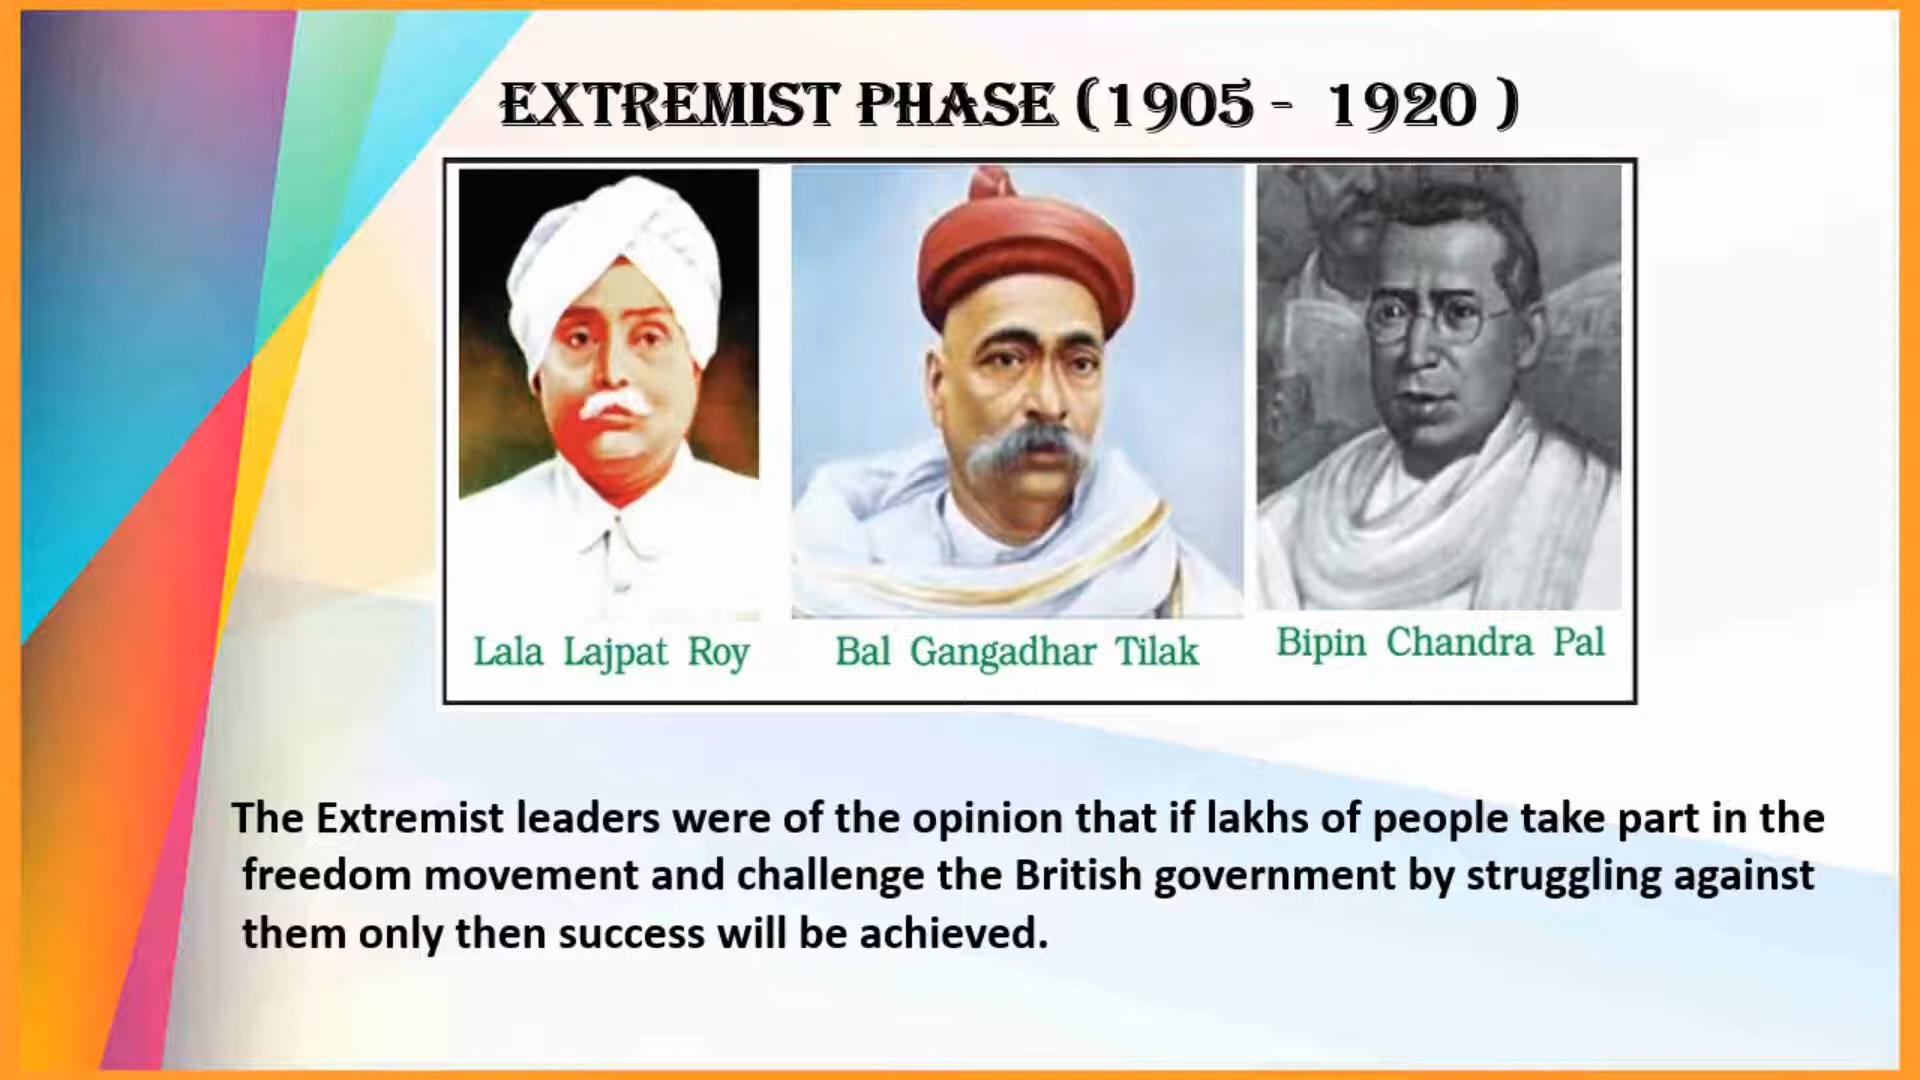 EXTREMIST PHASE (1905 - 1920 )
Lala Lajpat Roy
Bal Gangadhar Tilak
Bipin Chandra Pal
The Extremist leaders were of the opinion that if lakhs of people take part in the
freedom movement and challenge the British government by struggling against
them only then success will be achieved.